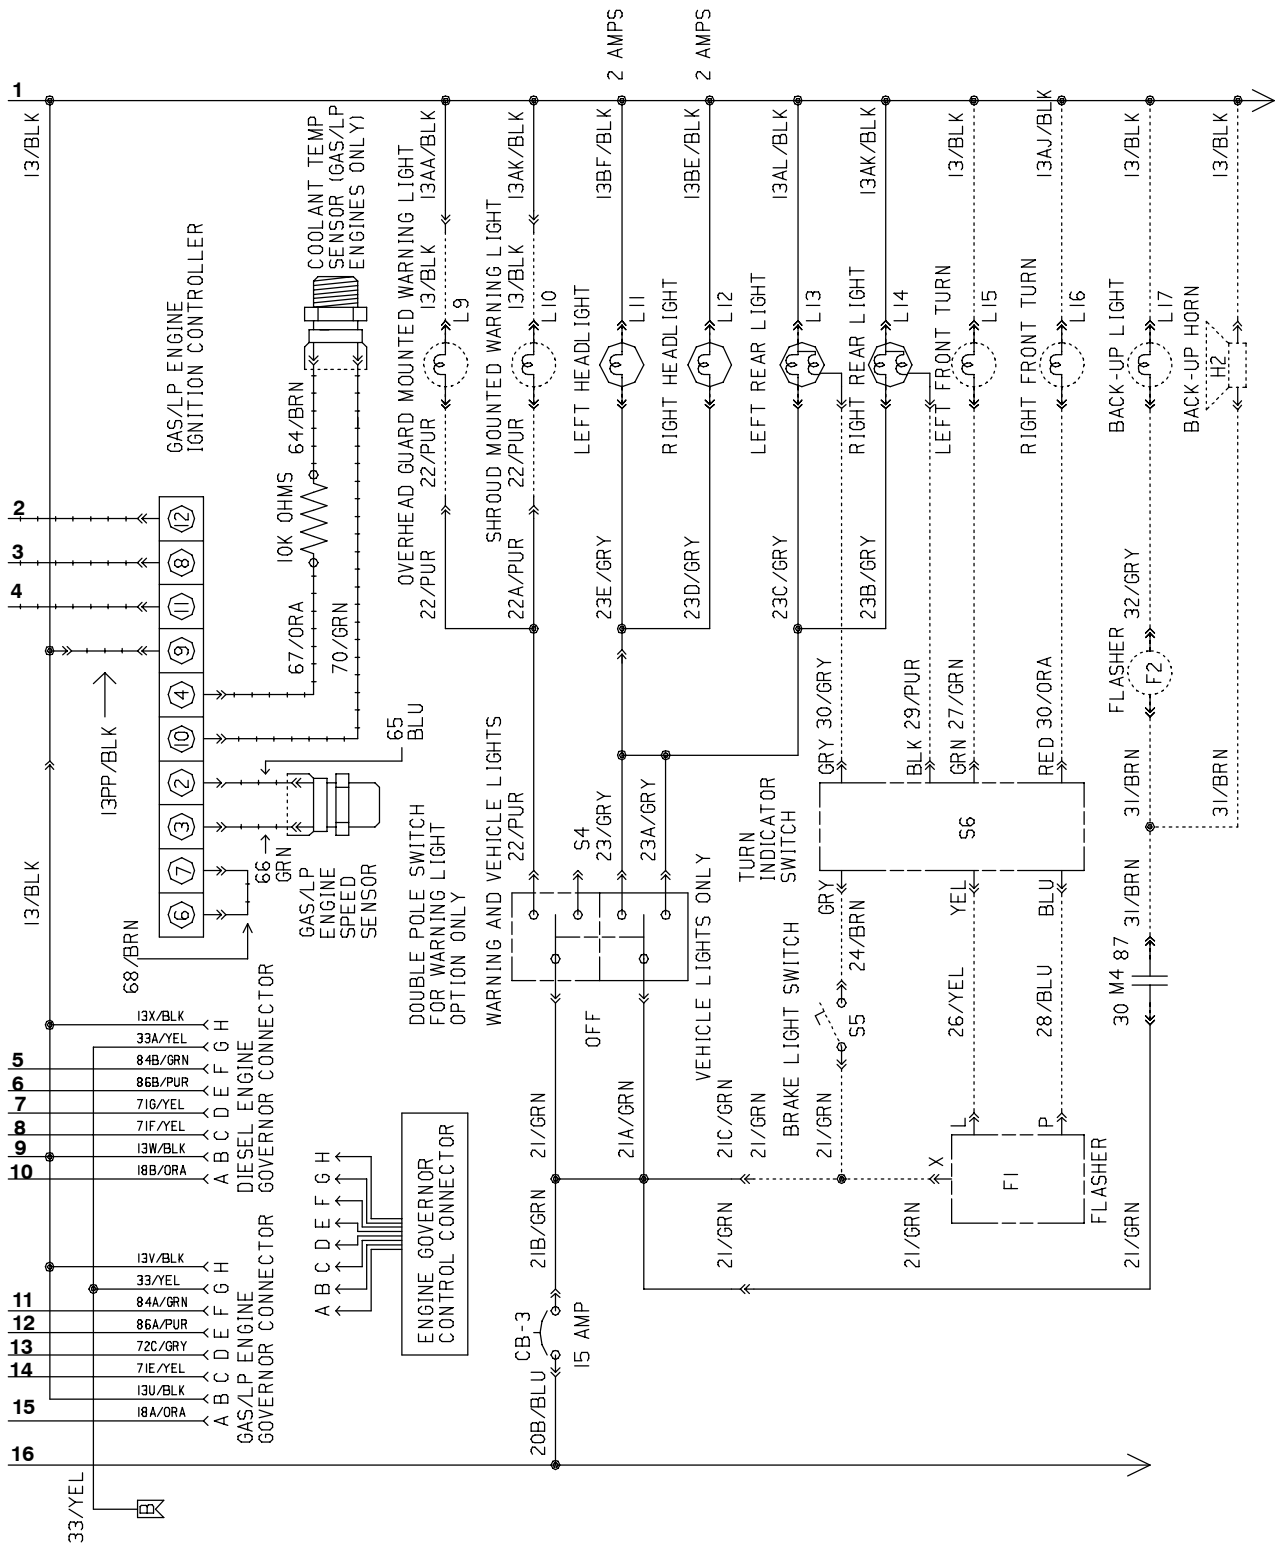 1
2
3
4
5
6
7
8
9
10
11
12
13
14
15
16
13/BLK
13/BLK
33/YEL
B
13PP/BLK
68/BRN
12
8
11
9
4
10
2
3
7
6
GAS/LP ENGINE
IGNITION CONTROLLER
COOLANT TEMP
SENSOR (GAS/LP
ENGINES ONLY)
64/BRN
10K OHMS
67/ORA
70/GRN
65
BLU
66
GRN
GAS/LP
ENGINE
SPEED
SENSOR
13X/BLK
33A/YEL
84B/GRN
86B/PUR
71G/YEL
71F/YEL
13W/BLK
18B/ORA
A B C D E F G H
DIESEL ENGINE
GOVERNOR CONNECTOR
13V/BLK
33/YEL
84A/GRN
86A/PUR
72C/GRY
71E/YEL
13U/BLK
18A/ORA
A B C D E F G H
GAS/LP ENGINE
GOVERNOR CONNECTOR
A B C D E F G H
ENGINE GOVERNOR
CONTROL CONNECTOR
DOUBLE POLE SWITCH
FOR WARNING LIGHT
OPTION ONLY
WARNING AND VEHICLE LIGHTS
OFF
VEHICLE LIGHTS ONLY
S4
22/PUR
23/GRY
23A/GRY
21/GRN
21A/GRN
21B/GRN
CB-3
15 AMP
20B/BLU
OVERHEAD GUARD MOUNTED WARNING LIGHT
22/PUR
22/PUR
L9
13/BLK
13AA/BLK
SHROUD MOUNTED WARNING LIGHT
22A/PUR
22/PUR
L10
13/BLK
13AK/BLK
LEFT HEADLIGHT
23E/GRY
L11
13BF/BLK
2 AMPS
RIGHT HEADLIGHT
23D/GRY
L12
13BE/BLK
2 AMPS
LEFT REAR LIGHT
23C/GRY
L13
13AL/BLK
RIGHT REAR LIGHT
23B/GRY
L14
13AK/BLK
LEFT FRONT TURN
L15
13/BLK
RIGHT FRONT TURN
L16
13AJ/BLK
BACK-UP LIGHT
L17
13/BLK
BACK-UP HORN
H2
13/BLK
TURN
INDICATOR
SWITCH
S6
GRY 30/GRY
BLK 29/PUR
GRN 27/GRN
RED 30/ORA
GRY
24/BRN
YEL
26/YEL
BLU
28/BLU
BRAKE LIGHT SWITCH
S5
21/GRN
21C/GRN
21/GRN
21/GRN
21/GRN
L
P
X
F1
FLASHER
FLASHER
F2
32/GRY
31/BRN
31/BRN
31/BRN
30 M4 87
21/GRN